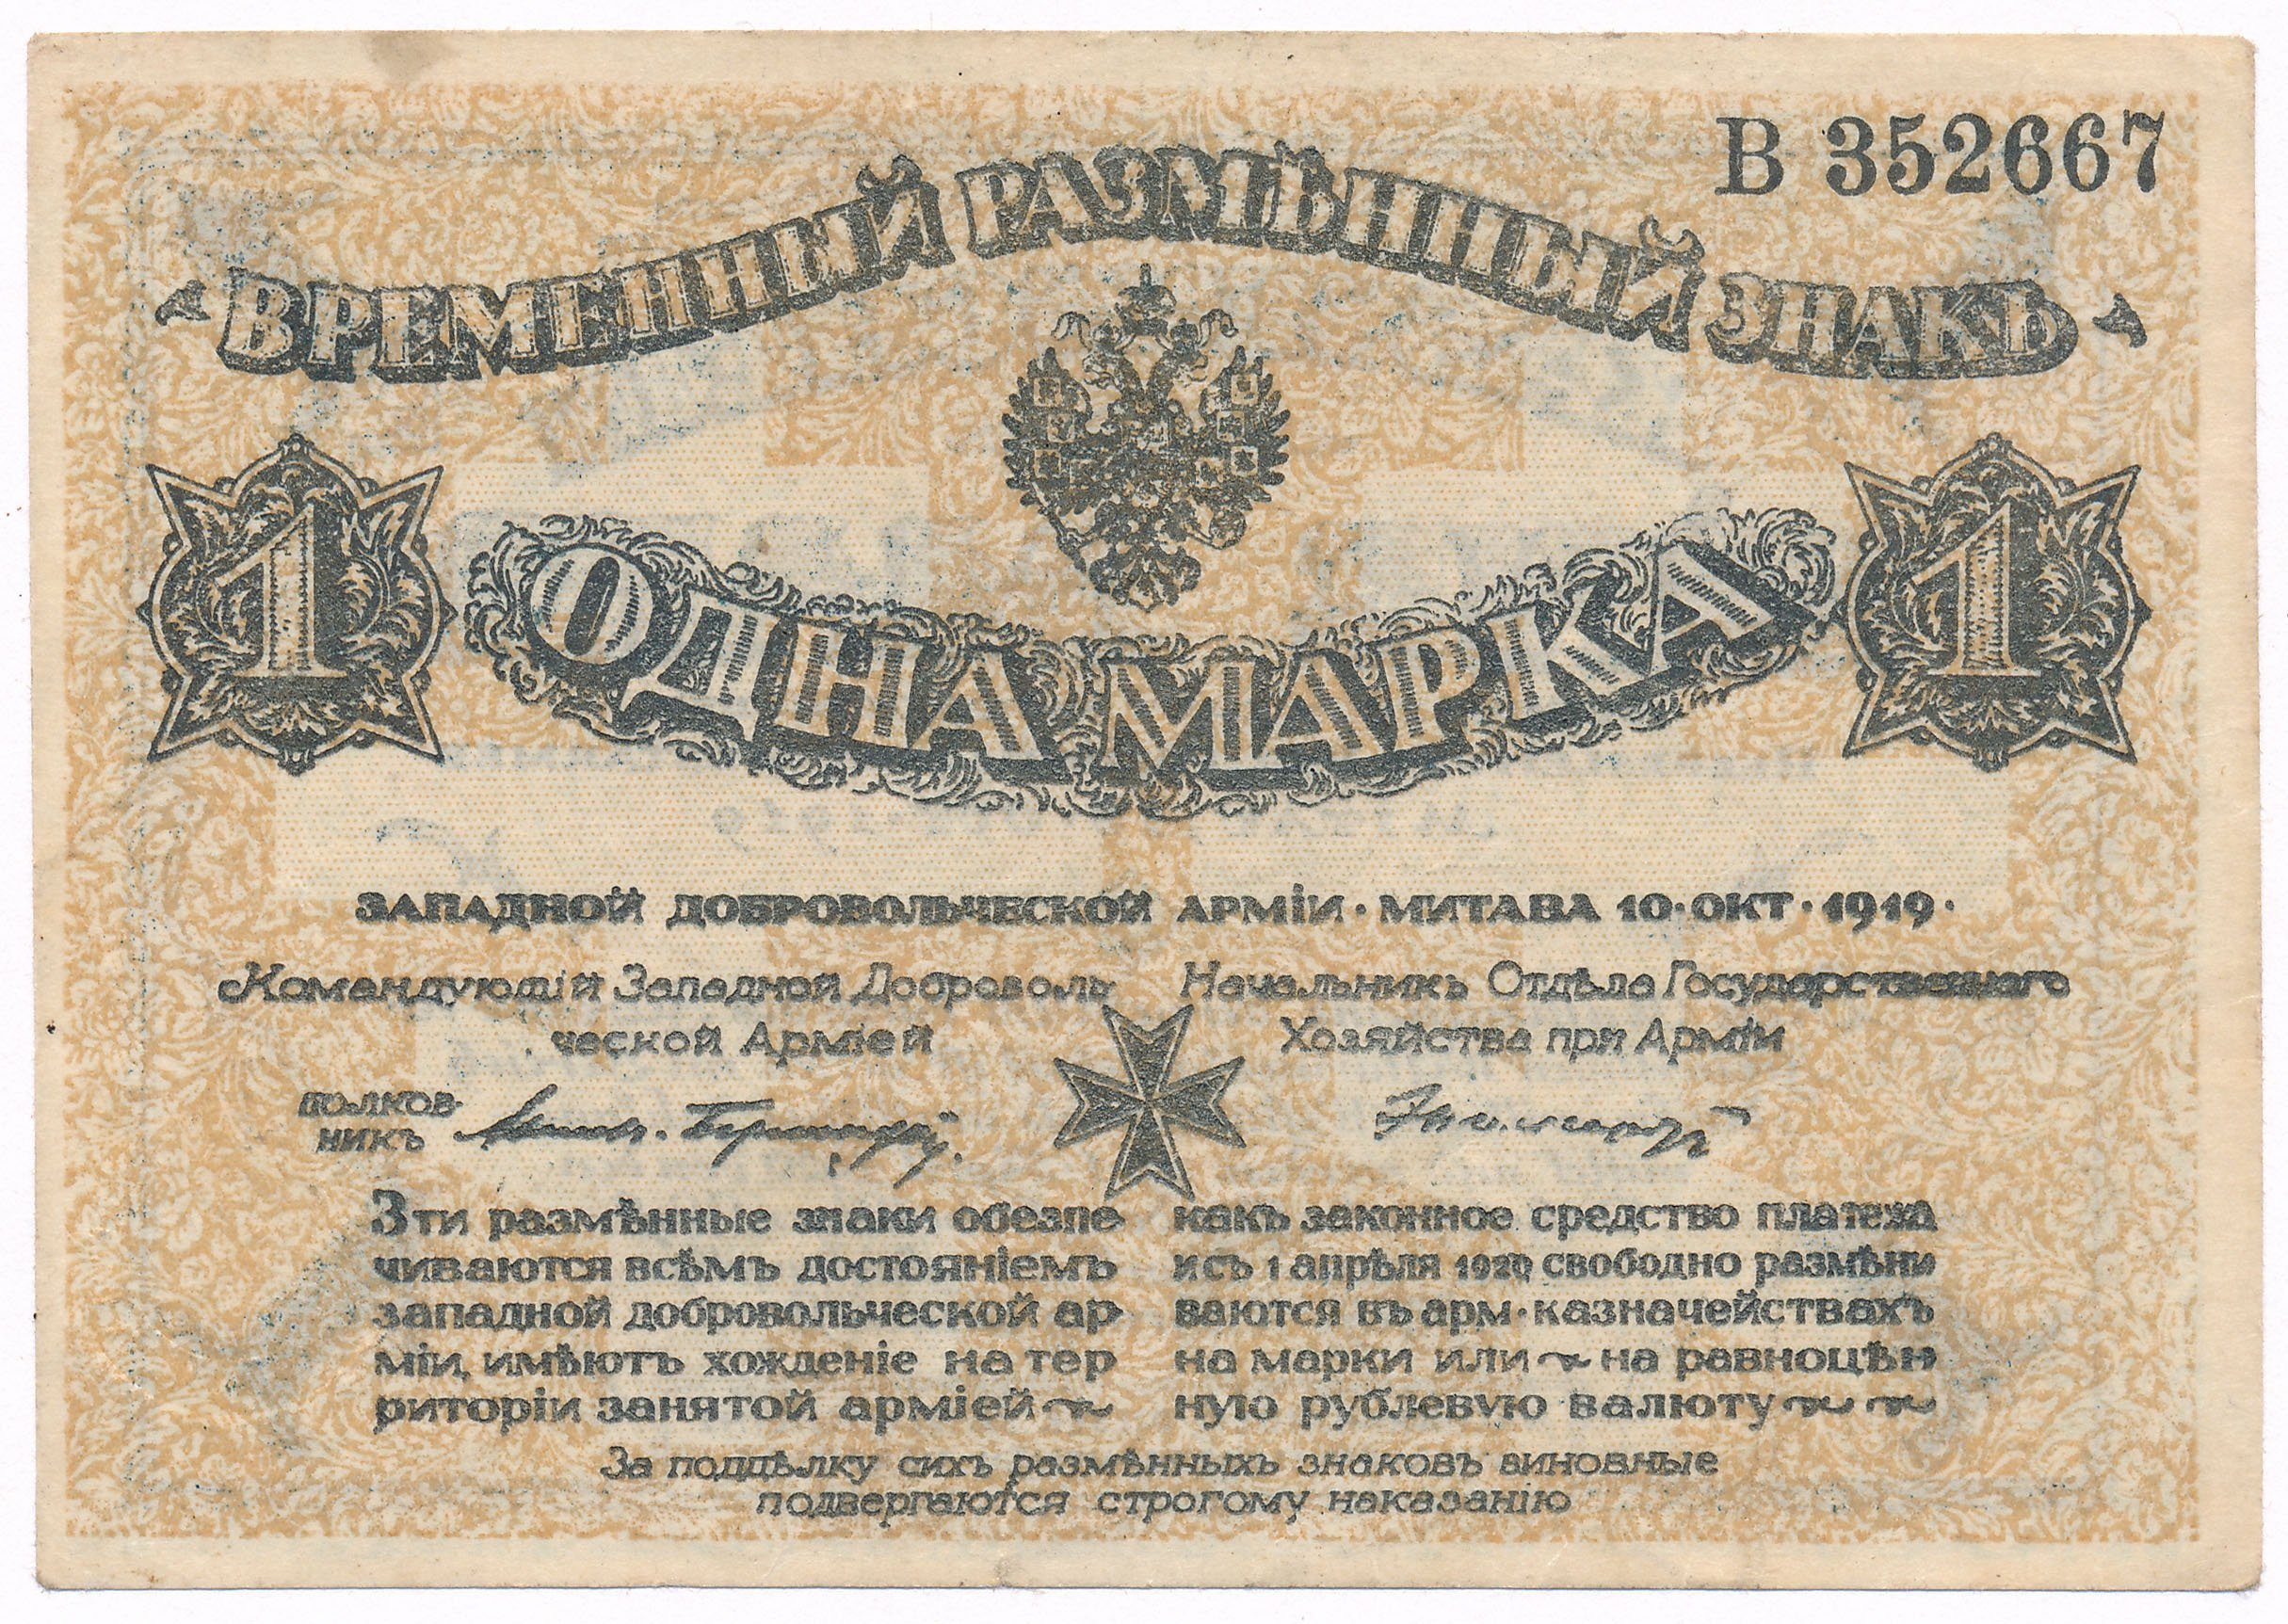 В 352667
ВРЕМЕННЫЙ РАЗМѢННЫЙ ЗНАКЪ
1 ОДНА МАРКА 1
ЗАПАДНОЙ ДОБРОВОЛЬЧЕСКОЙ АРМІИ · МИТАВА 10 · ОКТ · 1919 ·
Командующій Западной Доброволь
ческой Арміей
Начальникъ Отдѣла Государственнаго
Хозяйства при Арміи
полков-
никъ
Эти размѣнные знаки обезпе
чиваются всѣмъ достояніемъ
западной добровольческой ар
міи, имѣютъ хожденіе на тер
риторіи занятой арміей
какъ законное средство платежа
и съ 1 апрѣля 1920 свободно размѣни
ваются въ арм · казначействахъ
на марки или на равноцѣн
ную рублевую валюту
За поддѣлку сихъ размѣнныхъ знаковъ виновные
подвергаются строгому наказанію